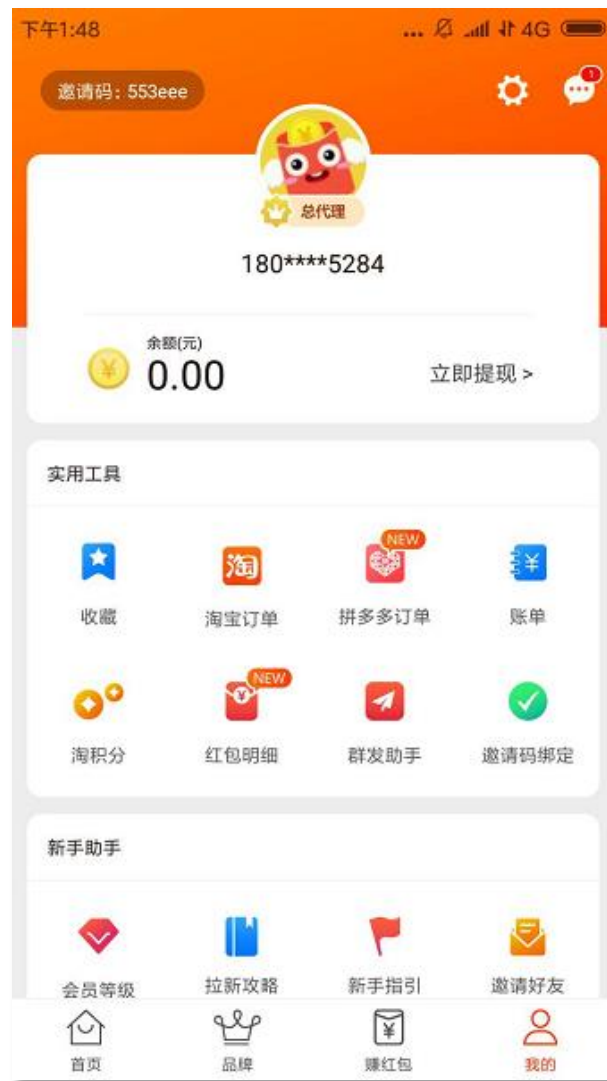 下午1:48
... 4G
邀请码：553eee
1
总代理
180****5284
余额(元)
0.00
立即提现 >
实用工具
NEW
淘
收藏 淘宝订单 拼多多订单 账单
NEW
淘积分 红包明细 群发助手 邀请码绑定
新手助手
会员等级 拉新攻略 新手指引 邀请好友
首页 品牌 赚红包 我的